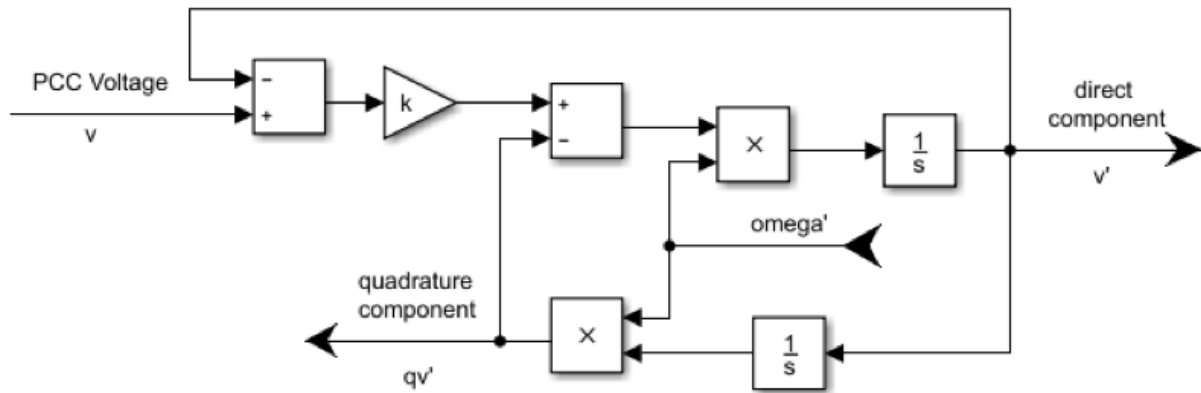 PCC Voltage
v
−
+
k
+
−
×
1
s
direct
component
v'
omega'
quadrature
component
qv'
×
1
s